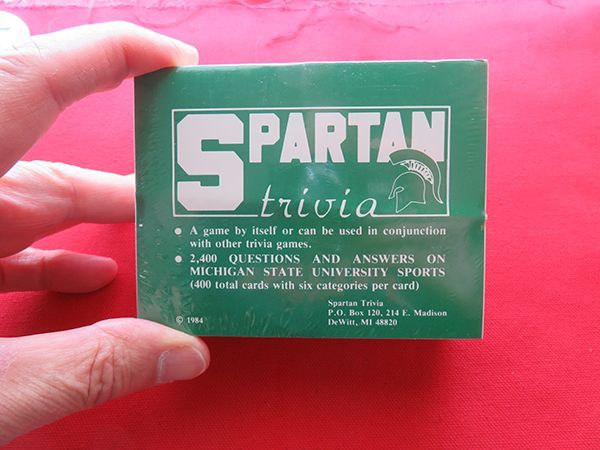 SPARTAN
trivia
● A game by itself or can be used in conjunction
with other trivia games.
● 2,400 QUESTIONS AND ANSWERS ON
MICHIGAN STATE UNIVERSITY SPORTS
(400 total cards with six categories per card)
Spartan Trivia
P.O. Box 120, 214 E. Madison
DeWitt, MI 48820
© 1984